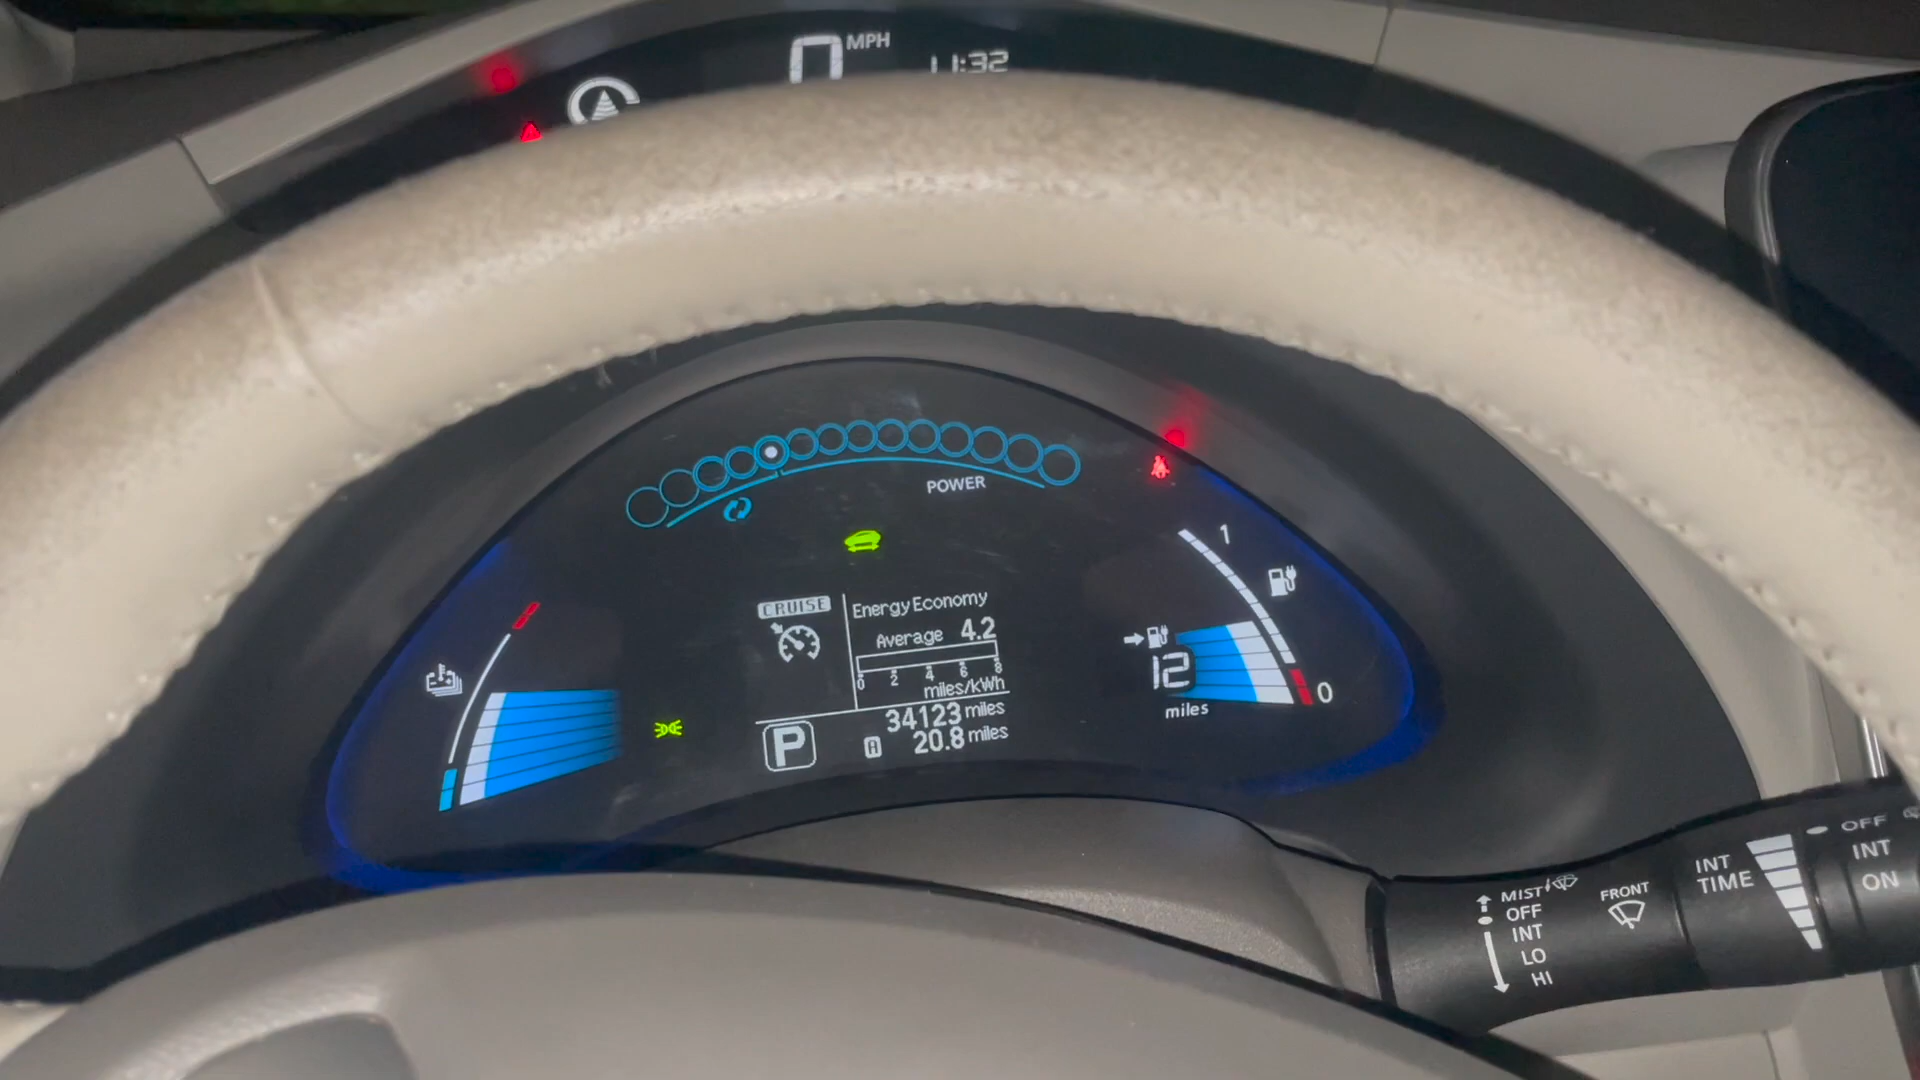 0 MPH
11:32
POWER
1
CRUISE
Energy Economy
Average 4.2
0 2 4 6 8
miles/kWh
12
miles
0
34123 miles
P
A 20.8 miles
OFF
INT
ON
INT
TIME
FRONT
MIST
OFF
INT
LO
HI